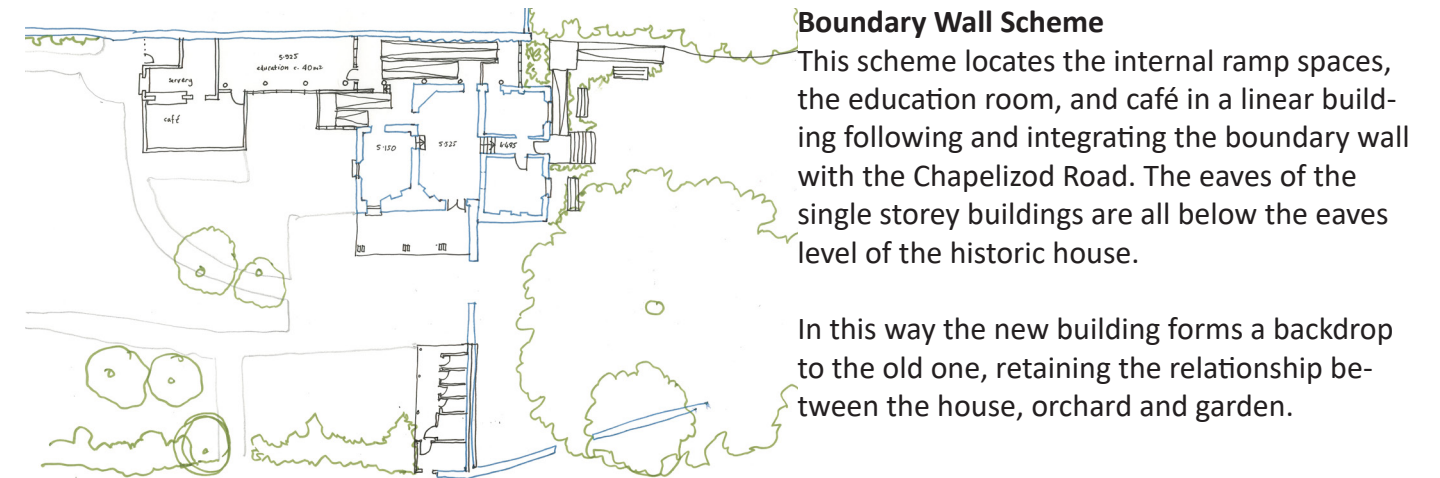 Boundary Wall Scheme
This scheme locates the internal ramp spaces,
the education room, and café in a linear build-
ing following and integrating the boundary wall
with the Chapelizod Road. The eaves of the
single storey buildings are all below the eaves
level of the historic house.
In this way the new building forms a backdrop
to the old one, retaining the relationship be-
tween the house, orchard and garden.
5.925
education c. 40m2
servery
café
5.150
5.325
4.485